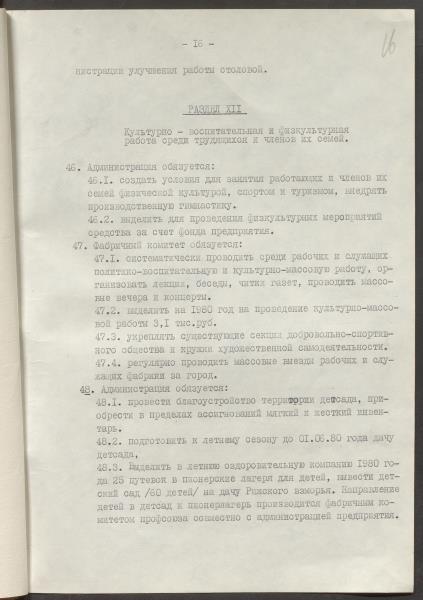 - 16 -
16
нистрации улучшения работы столовой.
РАЗДЕЛ XII
Культурно - воспитательная и физкультурная
работа среди трудящихся и членов их семей.
46. Администрация обязуется:
46.1. создать условия для занятия работающих и членов их
семей физической культурой, спортом и туризмом, внедрять
производственную гимнастику.
46.2. выделить для проведения физкультурных мероприятий
средства за счет фонда предприятия.
47. Фабричный комитет обязуется:
47.1. систематически проводить среди рабочих и служащих
политико-воспитательную и культурно-массовую работу, ор-
ганизовать лекции, беседы, читки газет, проводить массо-
вые вечера и концерты.
47.2. выделить на 1980 год на проведение культурно-массо-
вой работы 3,1 тыс.руб.
47.3. укреплять существующие секции добровольно-спортив-
ного общества и кружки художественной самодеятельности.
47.4. регулярно проводить массовые выезды рабочих и слу-
жащих фабрики за город.
48. Администрация обязуется:
48.1. провести благоустройство территории детсада, при-
обрести в пределах ассигнований мягкий и жесткий инвен-
тарь.
48.2. подготовить к летнему сезону до 01.06.80 года дачу
детсада,
48.3. Выделить в летнюю оздоровительную компанию 1980 го-
да 25 путевок в пионерские лагеря для детей, вывести дет-
ский сад /60 детей/ на дачу Рижского взморья. Направление
детей в детсад и пионерлагерь производится фабричным ко-
митетом профсоюза совместно с администрацией предприятия.